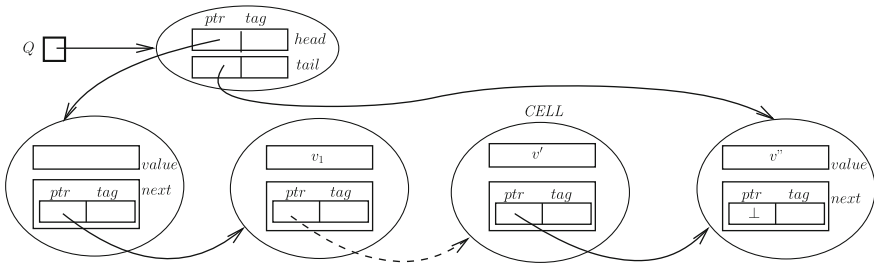 ptr tag
Q
head
tail
CELL
value
v₁
v'
v"
value
next
next
ptr tag
ptr tag
ptr tag
ptr tag
⊥